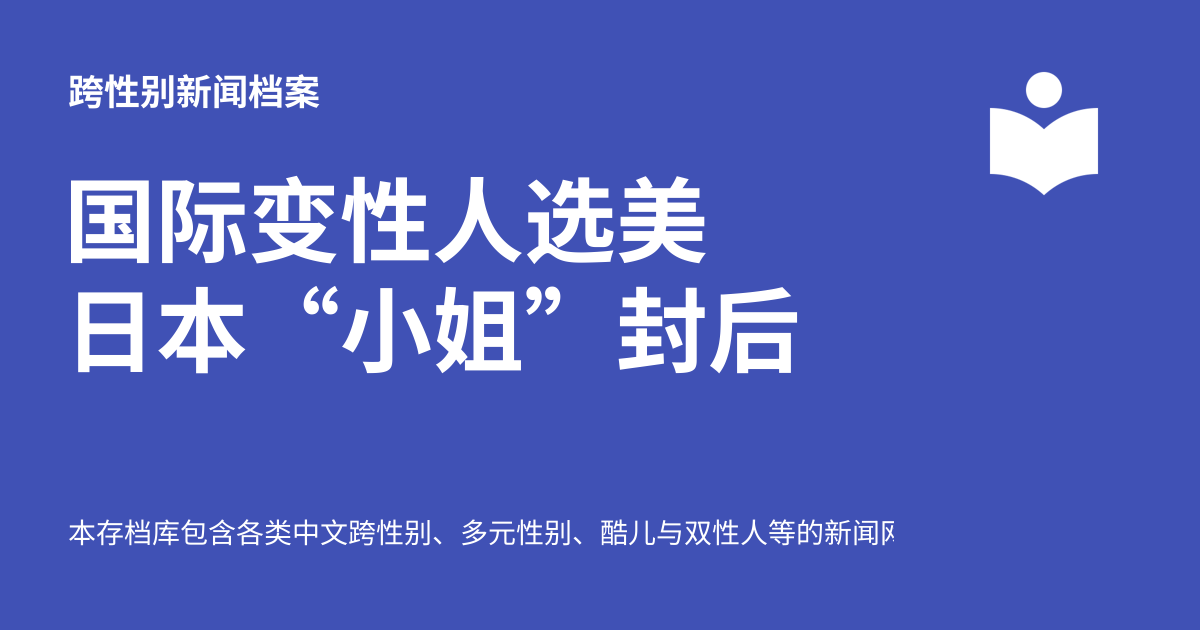 跨性别新闻档案
国际变性人选美
日本“小姐”封后
本存档库包含各类中文跨性别、多元性别、酷儿与双性人等的新闻